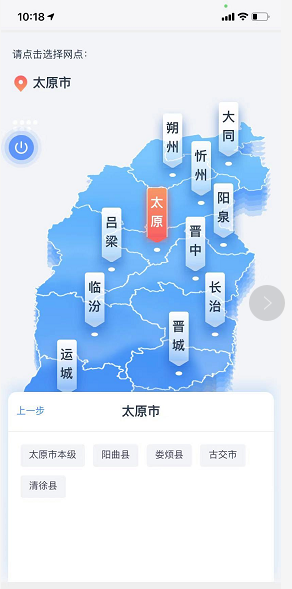 10:18
请点击选择网点：
太原市
大同
朔州
忻州
阳泉
太原
吕梁
晋中
临汾
长治
晋城
运城
上一步
太原市
太原市本级
阳曲县
娄烦县
古交市
清徐县